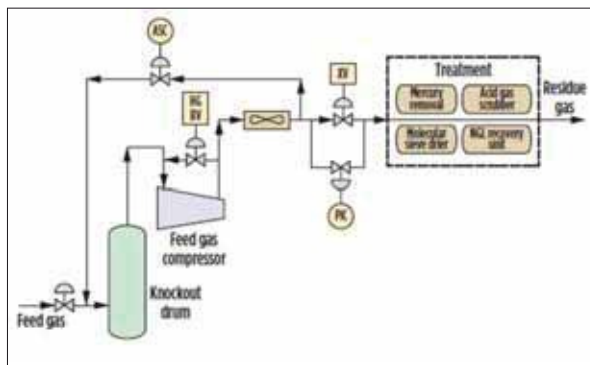 ASC
HG
BV
XV
Treatment
Mercury
removal
Acid gas
scrubber
Residue
gas
Molecular
sieve drier
NGL recovery
unit
PIC
Feed gas
compressor
Knockout
drum
Feed gas